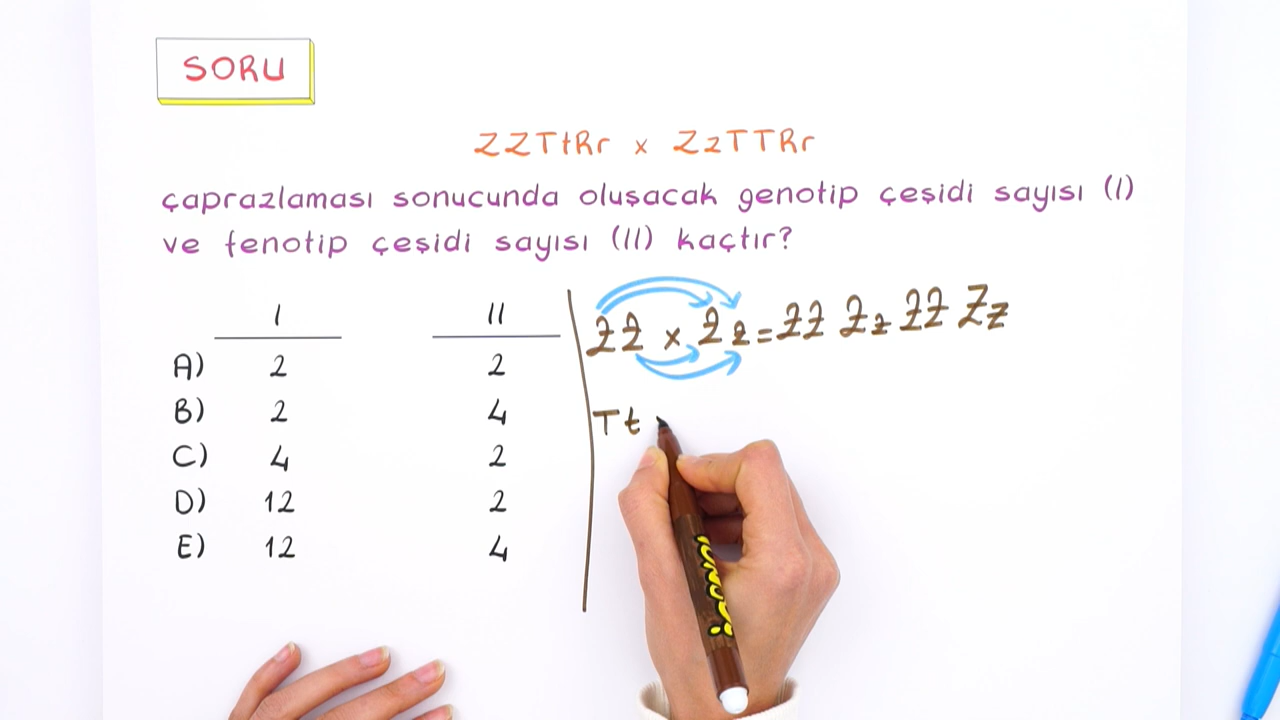 SORU
ZZTtRr x ZzTTRr
çaprazlaması sonucunda oluşacak genotip çeşidi sayısı (I)
ve fenotip çeşidi sayısı (II) kaçtır?
I II
A) 2 2
B) 2 4
C) 4 2
D) 12 2
E) 12 4
ZZ x Zz = ZZ Zz ZZ Zz
Tt